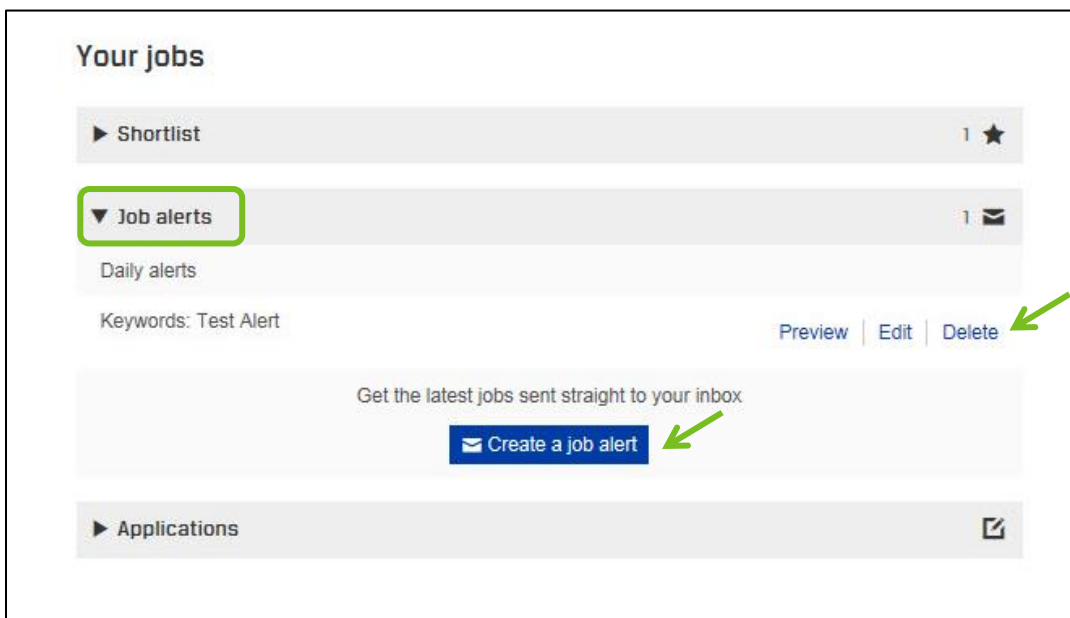 Your jobs
Shortlist 1
Job alerts 1
Daily alerts
Keywords: Test Alert
Preview Edit Delete
Get the latest jobs sent straight to your inbox
Create a job alert
Applications